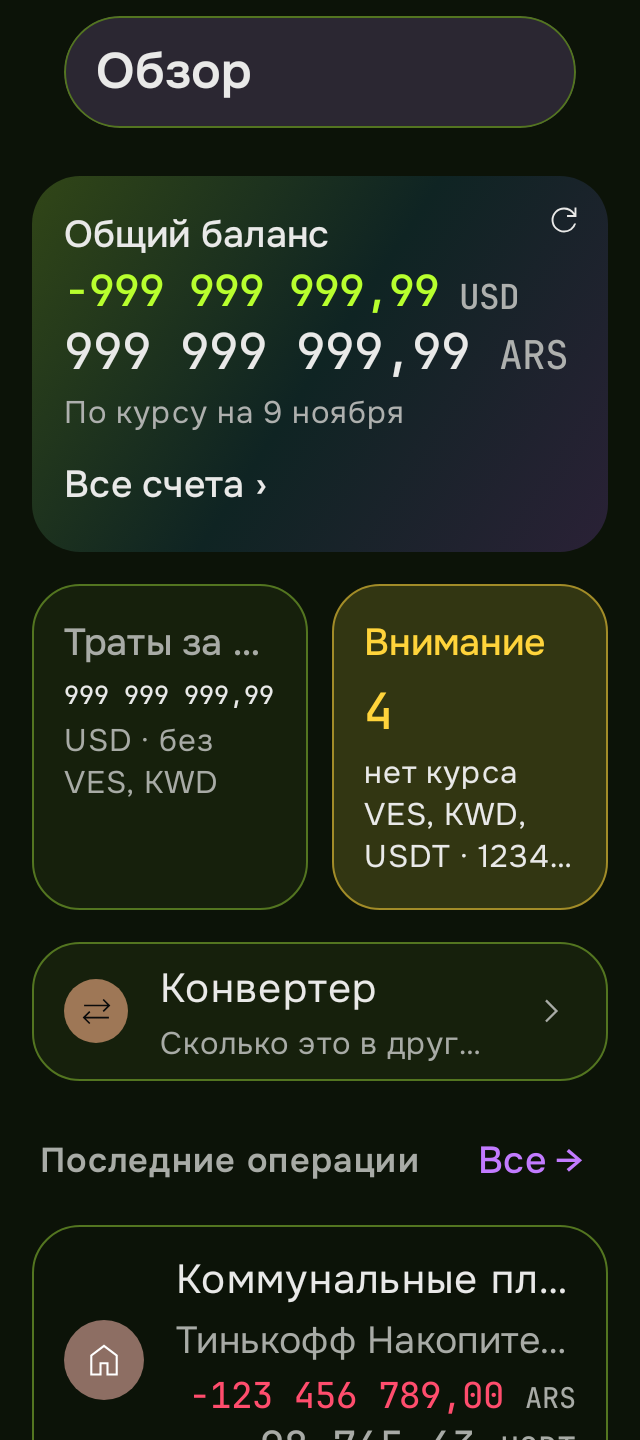 Обзор
Общий баланс
-999 999 999,99 USD
999 999 999,99 ARS
По курсу на 9 ноября
Все счета ›
Траты за ...
999 999 999,99
USD · без
VES, KWD
Внимание
4
нет курса
VES, KWD,
USDT · 1234...
Конвертер
Сколько это в друг...
Последние операции
Все →
Коммунальные пл...
Тинькофф Накопите...
-123 456 789,00 ARS